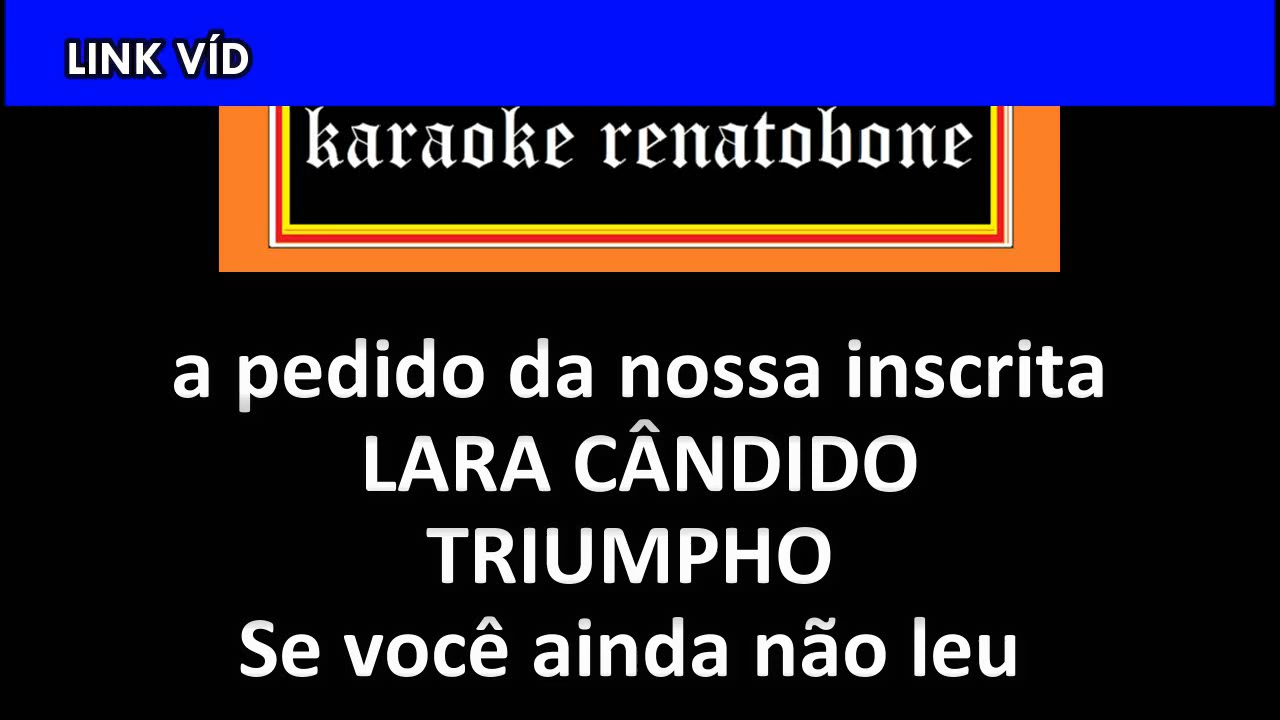 LINK VÍD
karaoke renatobone
a pedido da nossa inscrita
LARA CÂNDIDO
TRIUMPHO
Se você ainda não leu